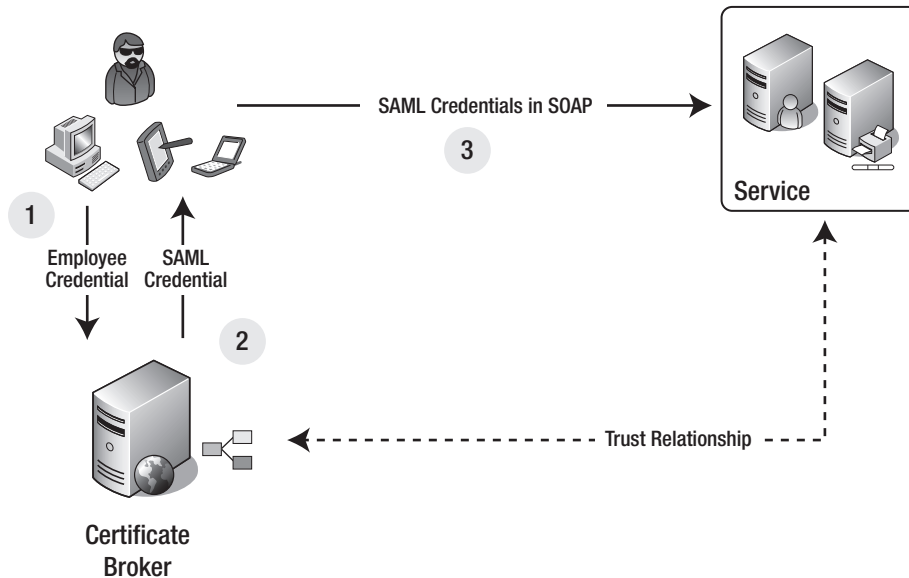 SAML Credentials in SOAP
3
Service
1
Employee
Credential
SAML
Credential
2
Trust Relationship
Certificate
Broker